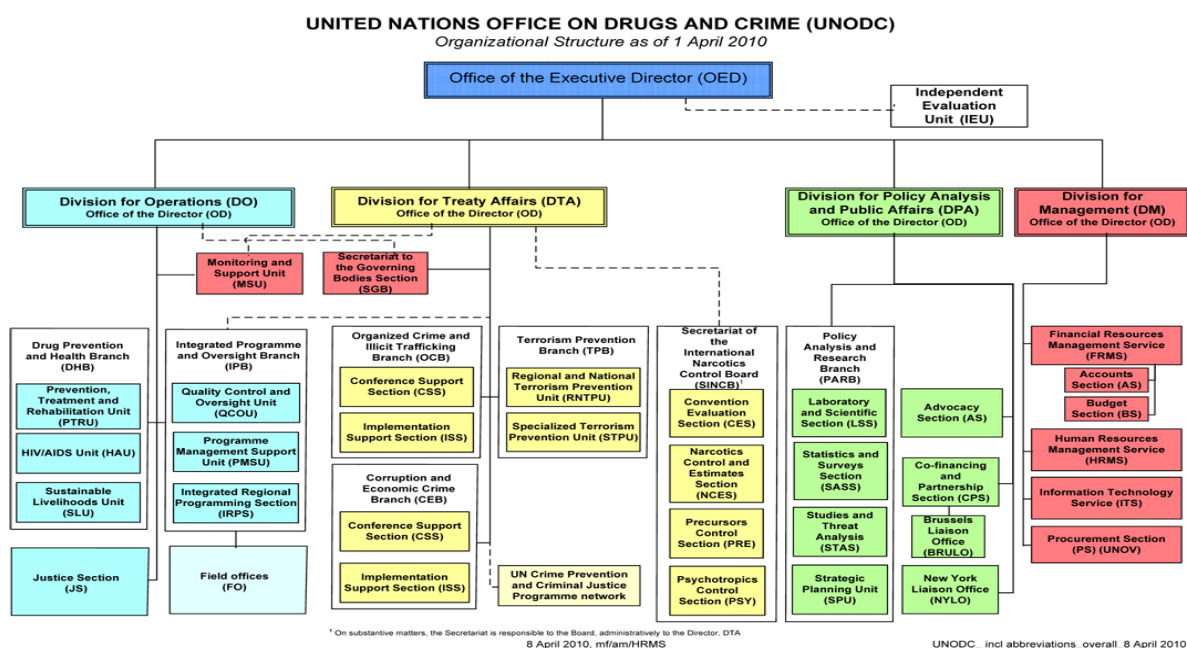 UNITED NATIONS OFFICE ON DRUGS AND CRIME (UNODC)
Organizational Structure as of 1 April 2010
Office of the Executive Director (OED)
Independent
Evaluation
Unit (IEU)
Division for Operations (DO)
Office of the Director (OD)
Division for Treaty Affairs (DTA)
Office of the Director (OD)
Division for Policy Analysis
and Public Affairs (DPA)
Office of the Director (OD)
Division for
Management (DM)
Office of the Director (OD)
Monitoring and
Support Unit
(MSU)
Secretariat to
the Governing
Bodies Section
(SGB)
Drug Prevention
and Health Branch
(DHB)
Prevention,
Treatment and
Rehabilitation Unit
(PTRU)
HIV/AIDS Unit (HAU)
Sustainable
Livelihoods Unit
(SLU)
Justice Section
(JS)
Integrated Programme
and Oversight Branch
(IPB)
Quality Control and
Oversight Unit
(QCOU)
Programme
Management Support
Unit (PMSU)
Integrated Regional
Programming Section
(IRPS)
Field offices
(FO)
Organized Crime and
Illicit Trafficking
Branch (OCB)
Conference Support
Section (CSS)
Implementation
Support Section (ISS)
Corruption and
Economic Crime
Branch (CEB)
Conference Support
Section (CSS)
Implementation
Support Section (ISS)
Terrorism Prevention
Branch (TPB)
Regional and National
Terrorism Prevention
Unit (RNTPU)
Specialized Terrorism
Prevention Unit (STPU)
UN Crime Prevention
and Criminal Justice
Programme network
Secretariat of
the
International
Narcotics
Control Board
(SINCB)¹
Convention
Evaluation
Section (CES)
Narcotics
Control and
Estimates
Section
(NCES)
Precursors
Control
Section (PRE)
Psychotropics
Control
Section (PSY)
Policy
Analysis and
Research
Branch
(PARB)
Laboratory
and Scientific
Section (LSS)
Statistics and
Surveys
Section
(SASS)
Studies and
Threat
Analysis
(STAS)
Strategic
Planning Unit
(SPU)
Advocacy
Section (AS)
Co-financing
and
Partnership
Section (CPS)
Brussels
Liaison
Office
(BRULO)
New York
Liaison Office
(NYLO)
Financial Resources
Management Service
(FRMS)
Accounts
Section (AS)
Budget
Section (BS)
Human Resources
Management Service
(HRMS)
Information Technology
Service (ITS)
Procurement Section
(PS) (UNOV)
¹ On substantive matters, the Secretariat is responsible to the Board, administratively to the Director, DTA
8 April 2010, mf/am/HRMS
UNODC_ incl abbreviations_overall_8 April 2010